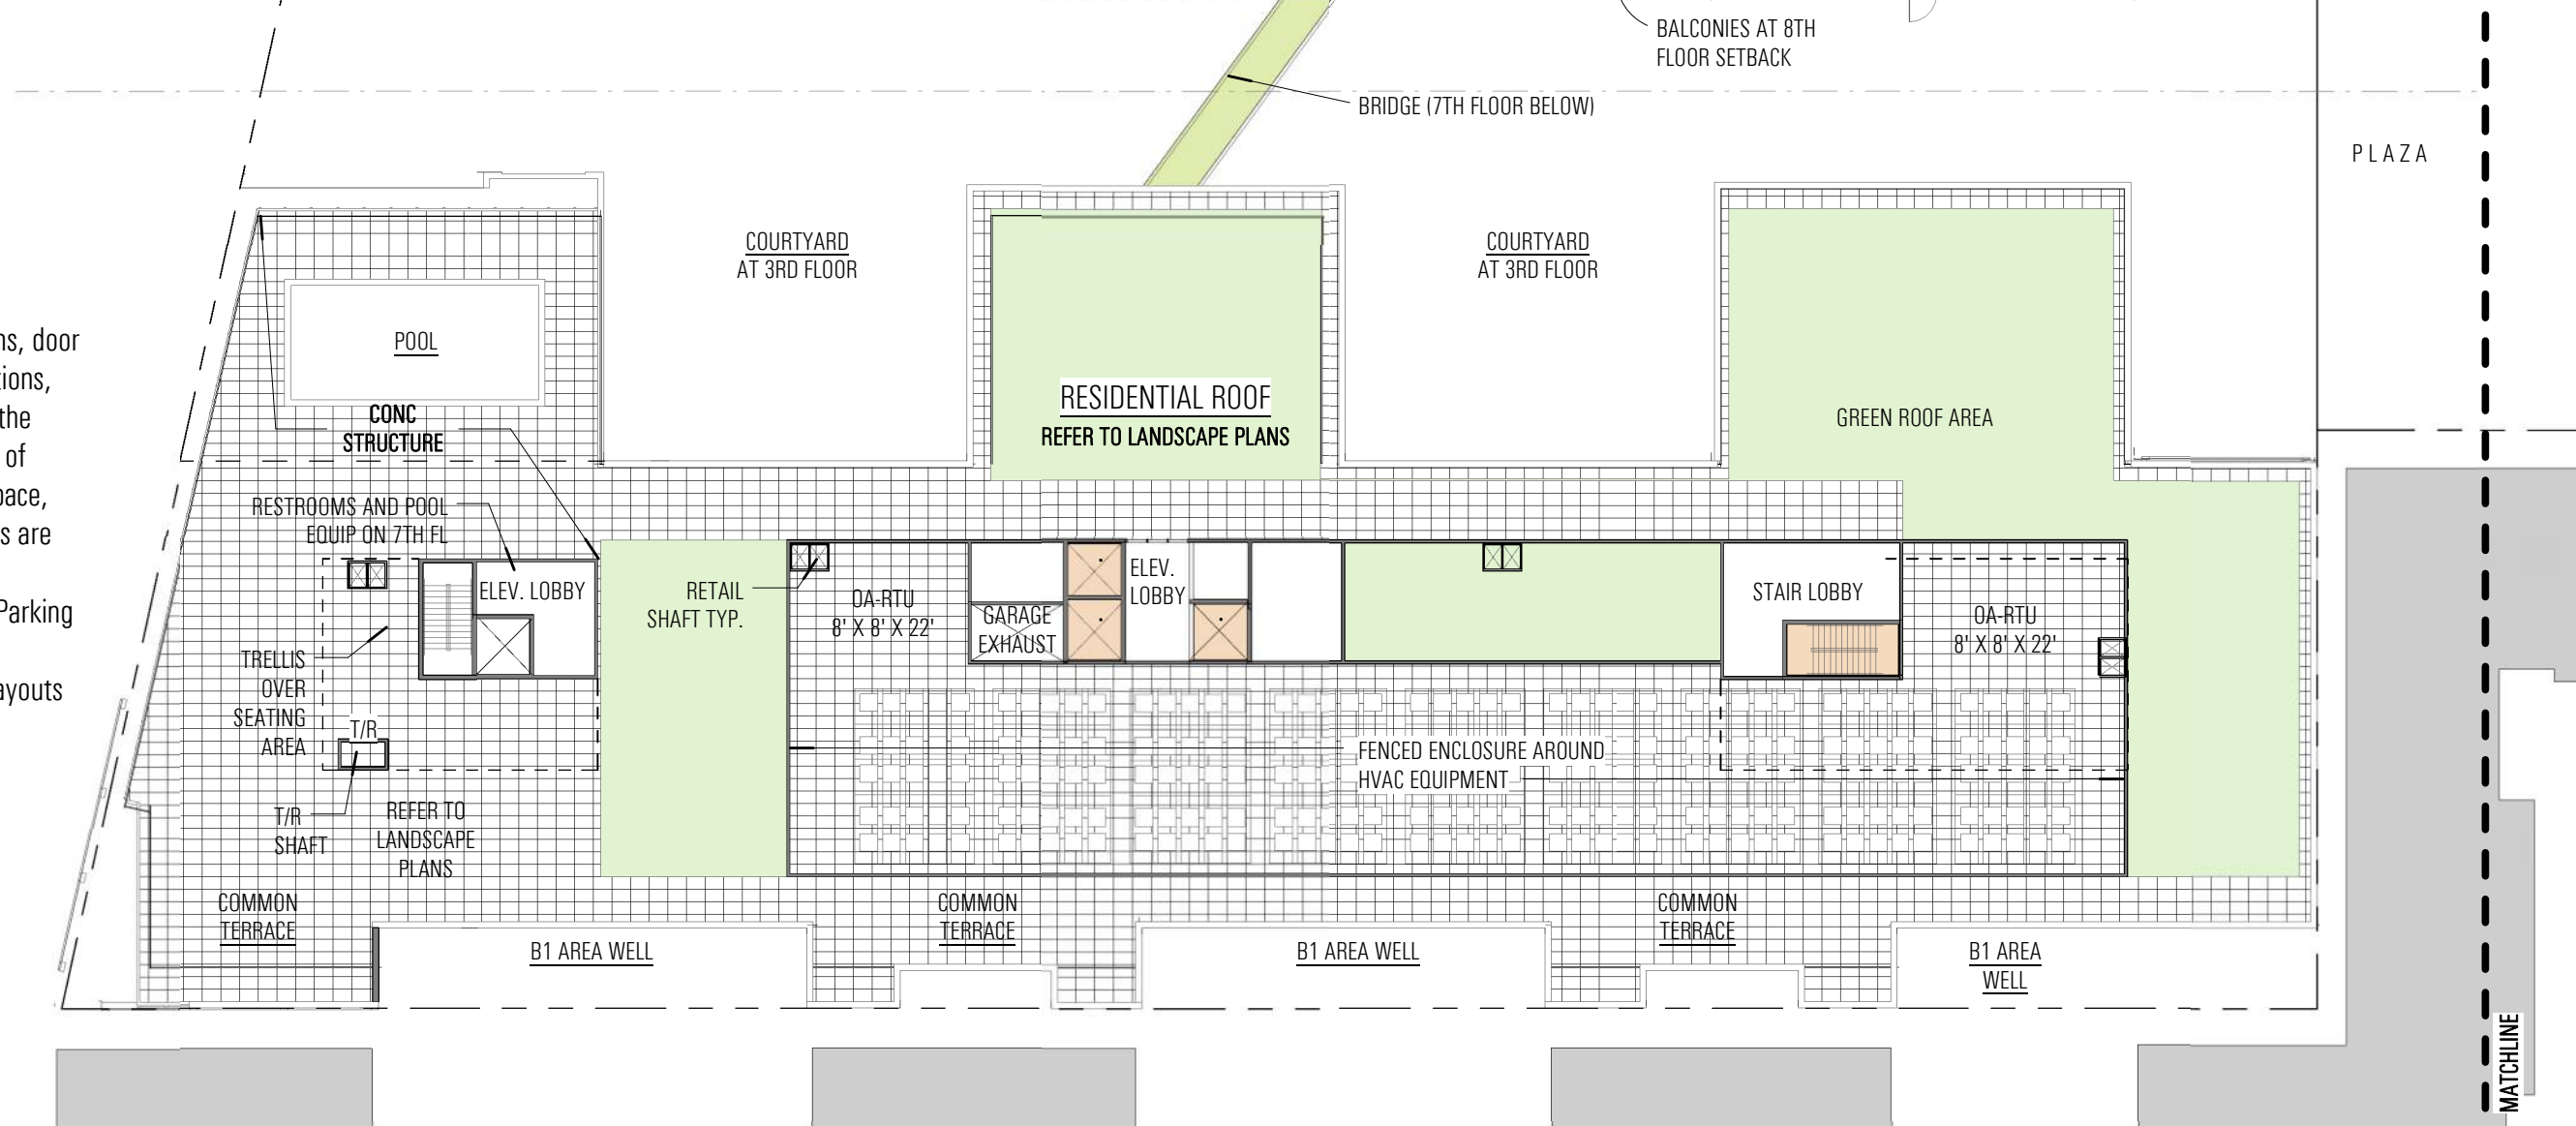 BALCONIES AT 8TH
FLOOR SETBACK
BRIDGE (7TH FLOOR BELOW)
PLAZA
COURTYARD
AT 3RD FLOOR
COURTYARD
AT 3RD FLOOR
POOL
door
the
of
are
Parking
CONC
STRUCTURE
RESIDENTIAL ROOF
REFER TO LANDSCAPE PLANS
GREEN ROOF AREA
RESTROOMS AND POOL
EQUIP ON 7TH FL
ELEV. LOBBY
RETAIL
SHAFT TYP.
OA-RTU
8' X 8' X 22'
GARAGE
EXHAUST
ELEV.
LOBBY
STAIR LOBBY
OA-RTU
8' X 8' X 22'
TRELLIS
OVER
SEATING
AREA
T/R
T/R
SHAFT
REFER TO
LANDSCAPE
PLANS
FENCED ENCLOSURE AROUND
HVAC EQUIPMENT
COMMON
TERRACE
COMMON
TERRACE
COMMON
TERRACE
B1 AREA WELL
B1 AREA WELL
B1 AREA
WELL
MATCHLINE